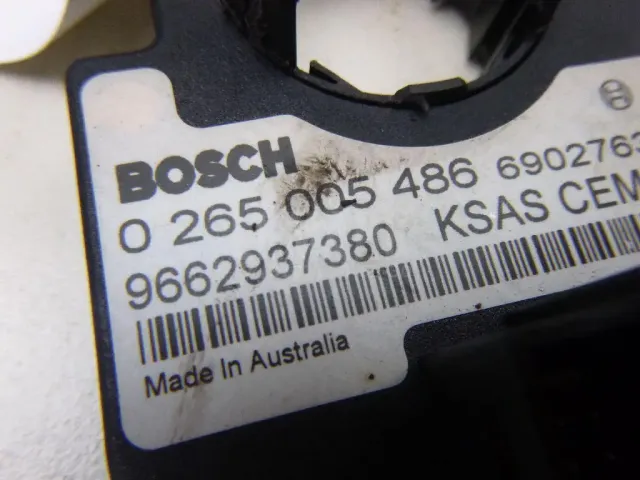 BOSCH
0 265 005 486 6902763
9662937380 KSAS CEM
Made In Australia